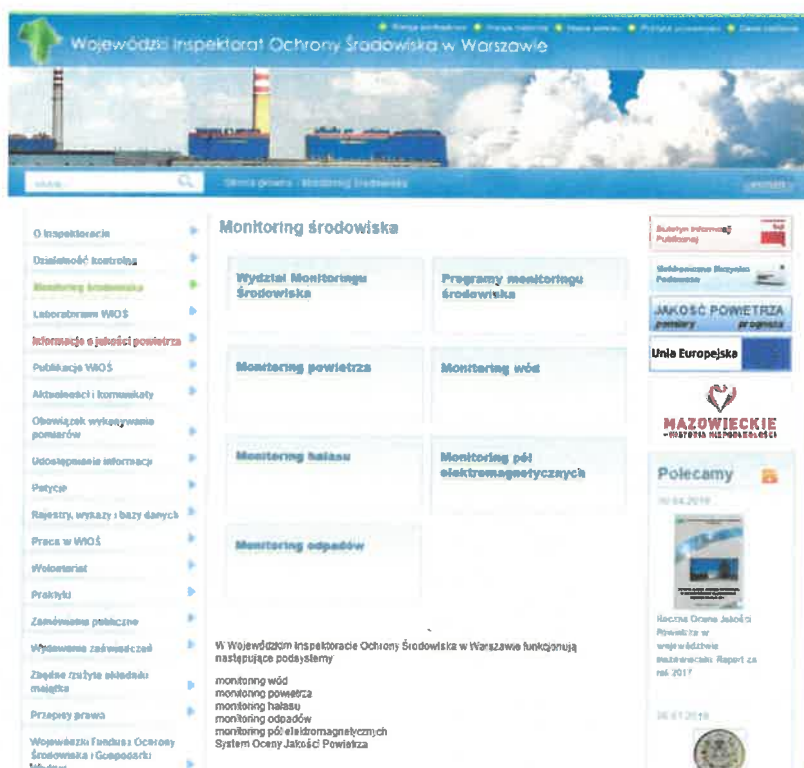 Wojewódzki Inspektorat Ochrony Środowiska w Warszawie
Strona główna Monitoring środowiska
O Inspektoracie
Działalność kontrolna
Monitoring środowiska
Laboratorium WIOŚ
Informacje o jakości powietrza
Publikacje WIOŚ
Aktualności i komunikaty
Obowiązek wykonywania
pomiarów
Udostępnianie informacji
Petycje
Rejestry, wykazy i bazy danych
Praca w WIOŚ
Wolontariat
Praktyki
Zamówienia publiczne
Wydawanie zaświadczeń
Zbędne /zużyte składniki
majątku
Przepisy prawa
Wojewódzki Fundusz Ochrony
Środowiska i Gospodarki
Monitoring środowiska
Wydział Monitoringu
Środowiska
Programy monitoringu
środowiska
Monitoring powietrza
Monitoring wód
Monitoring hałasu
Monitoring pól
elektromagnetycznych
Monitoring odpadów
W Wojewódzkim Inspektoracie Ochrony Środowiska w Warszawie funkcjonują
następujące podsystemy
monitoring wód
monitoring powietrza
monitoring hałasu
monitoring odpadów
monitoring pól elektromagnetycznych
System Oceny Jakości Powietrza
Biuletyn Informacji
Publicznej
Elektroniczna Skrzynka
Podawcza
JAKOŚĆ POWIETRZA
pomiary prognoza
Unia Europejska
MAZOWIECKIE
Polecamy
Roczna Ocena Jakości
Powietrza w
województwie
mazowieckim Raport za
rok 2017